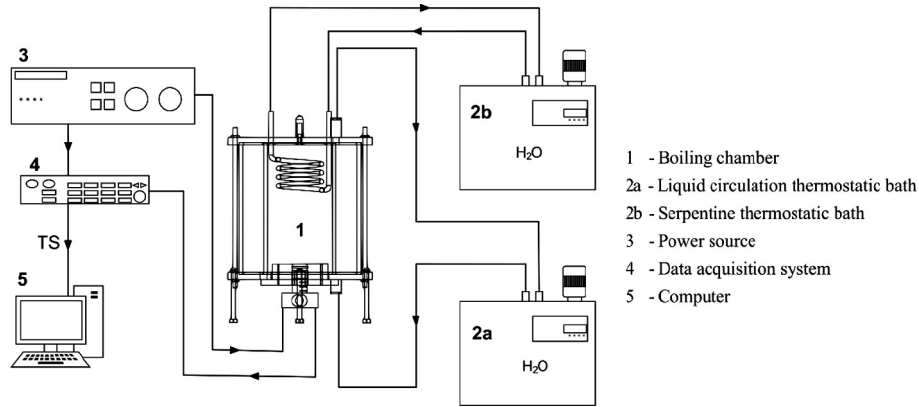 3
2b
H₂O
4
1
TS
5
2a
H₂O
1 - Boiling chamber
2a - Liquid circulation thermostatic bath
2b - Serpentine thermostatic bath
3 - Power source
4 - Data acquisition system
5 - Computer